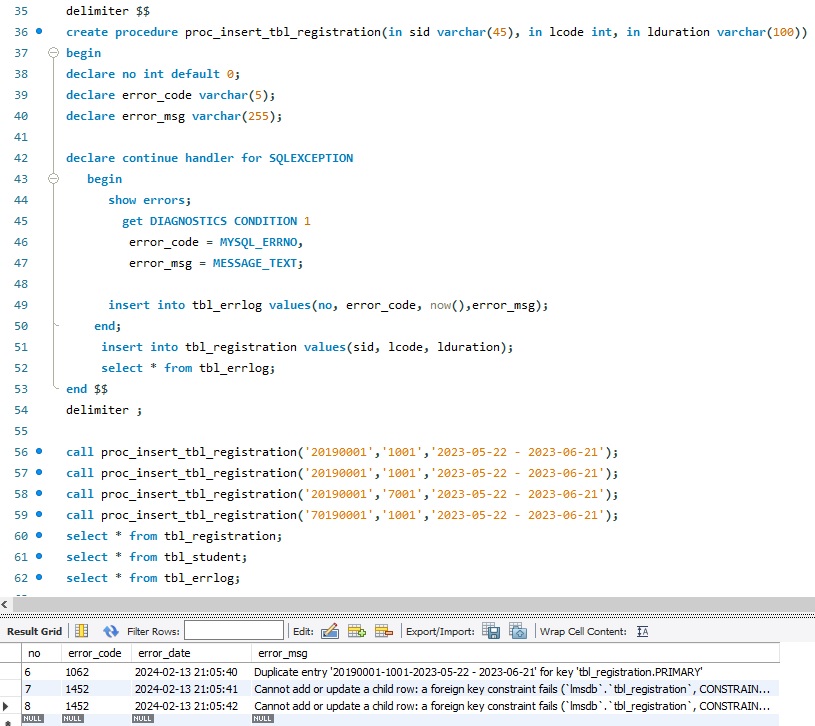 35 delimiter $$
36 create procedure proc_insert_tbl_registration(in sid varchar(45), in lcode int, in lduration varchar(100))
37 begin
38 declare no int default 0;
39 declare error_code varchar(5);
40 declare error_msg varchar(255);
41
42 declare continue handler for SQLEXCEPTION
43 begin
44 show errors;
45 get DIAGNOSTICS CONDITION 1
46 error_code = MYSQL_ERRNO,
47 error_msg = MESSAGE_TEXT;
48
49 insert into tbl_errlog values(no, error_code, now(),error_msg);
50 end;
51 insert into tbl_registration values(sid, lcode, lduration);
52 select * from tbl_errlog;
53 end $$
54 delimiter ;
55
56 call proc_insert_tbl_registration('20190001','1001','2023-05-22 - 2023-06-21');
57 call proc_insert_tbl_registration('20190001','1001','2023-05-22 - 2023-06-21');
58 call proc_insert_tbl_registration('20190001','7001','2023-05-22 - 2023-06-21');
59 call proc_insert_tbl_registration('70190001','1001','2023-05-22 - 2023-06-21');
60 select * from tbl_registration;
61 select * from tbl_student;
62 select * from tbl_errlog;
Result Grid Filter Rows: Edit: Export/Import: Wrap Cell Content:
no error_code error_date error_msg
6 1062 2024-02-13 21:05:40 Duplicate entry '20190001-1001-2023-05-22 - 2023-06-21' for key 'tbl_registration.PRIMARY'
7 1452 2024-02-13 21:05:41 Cannot add or update a child row: a foreign key constraint fails (`lmsdb`.`tbl_registration`, CONSTRAIN...
8 1452 2024-02-13 21:05:42 Cannot add or update a child row: a foreign key constraint fails (`lmsdb`.`tbl_registration`, CONSTRAIN...
NULL NULL NULL NULL